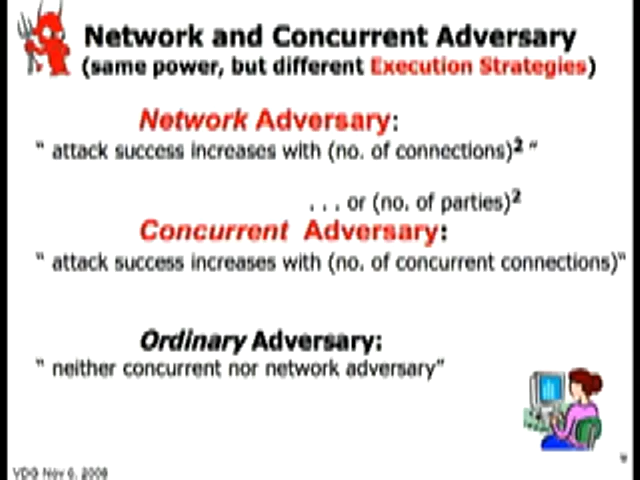 Network and Concurrent Adversary
(same power, but different Execution Strategies)
Network Adversary:
" attack success increases with (no. of connections)² "
. . . or (no. of parties)²
Concurrent Adversary:
" attack success increases with (no. of concurrent connections)"
Ordinary Adversary:
" neither concurrent nor network adversary"
Nov 6, 2008